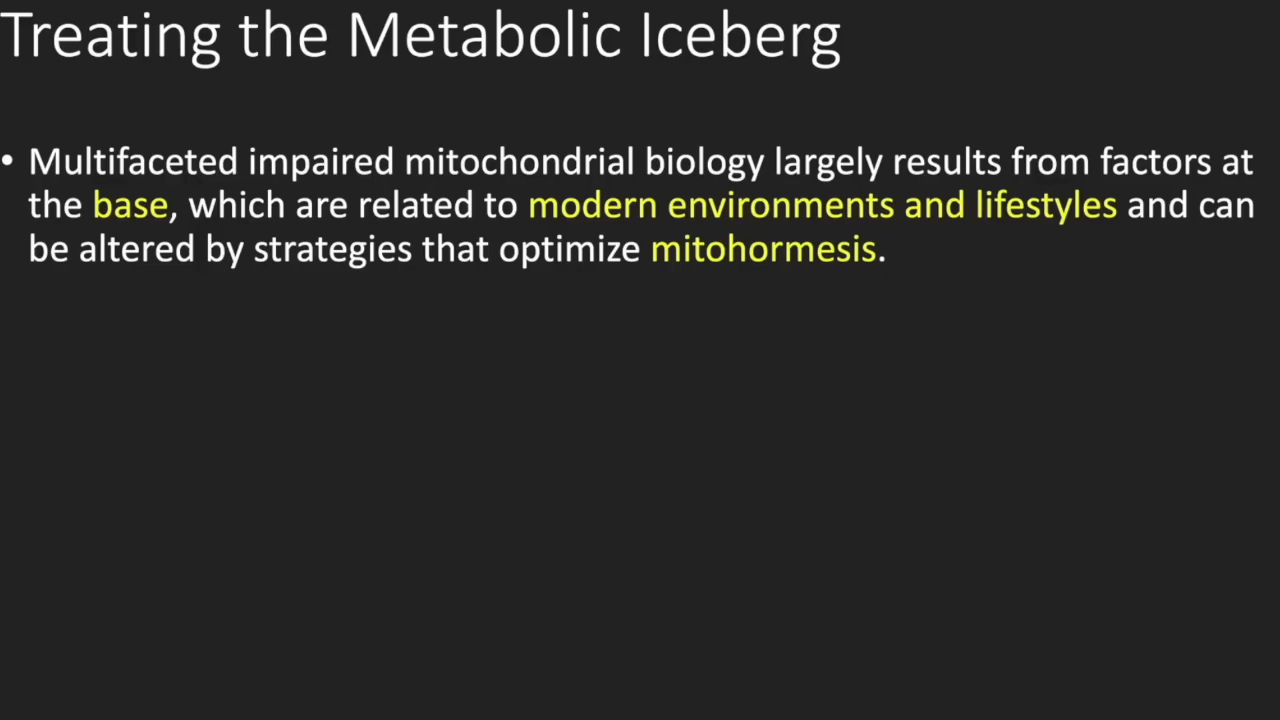 Treating the Metabolic Iceberg
• Multifaceted impaired mitochondrial biology largely results from factors at
the base, which are related to modern environments and lifestyles and can
be altered by strategies that optimize mitohormesis.